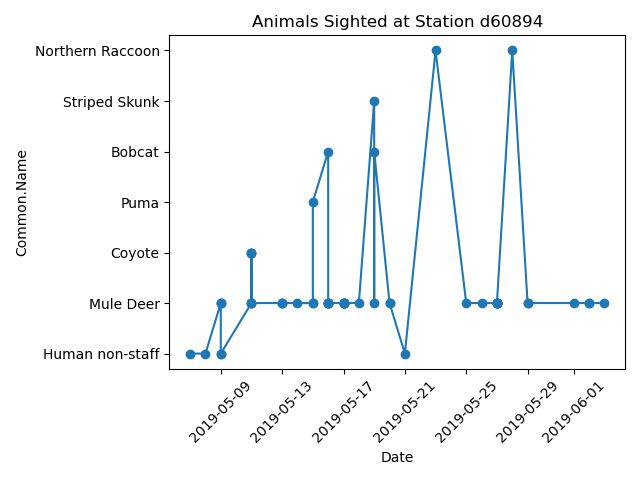 Animals Sighted at Station d60894
Northern Raccoon
Striped Skunk
Bobcat
Puma
Coyote
Mule Deer
Human non-staff
Common.Name
2019-05-09
2019-05-13
2019-05-17
2019-05-21
2019-05-25
2019-05-29
2019-06-01
Date